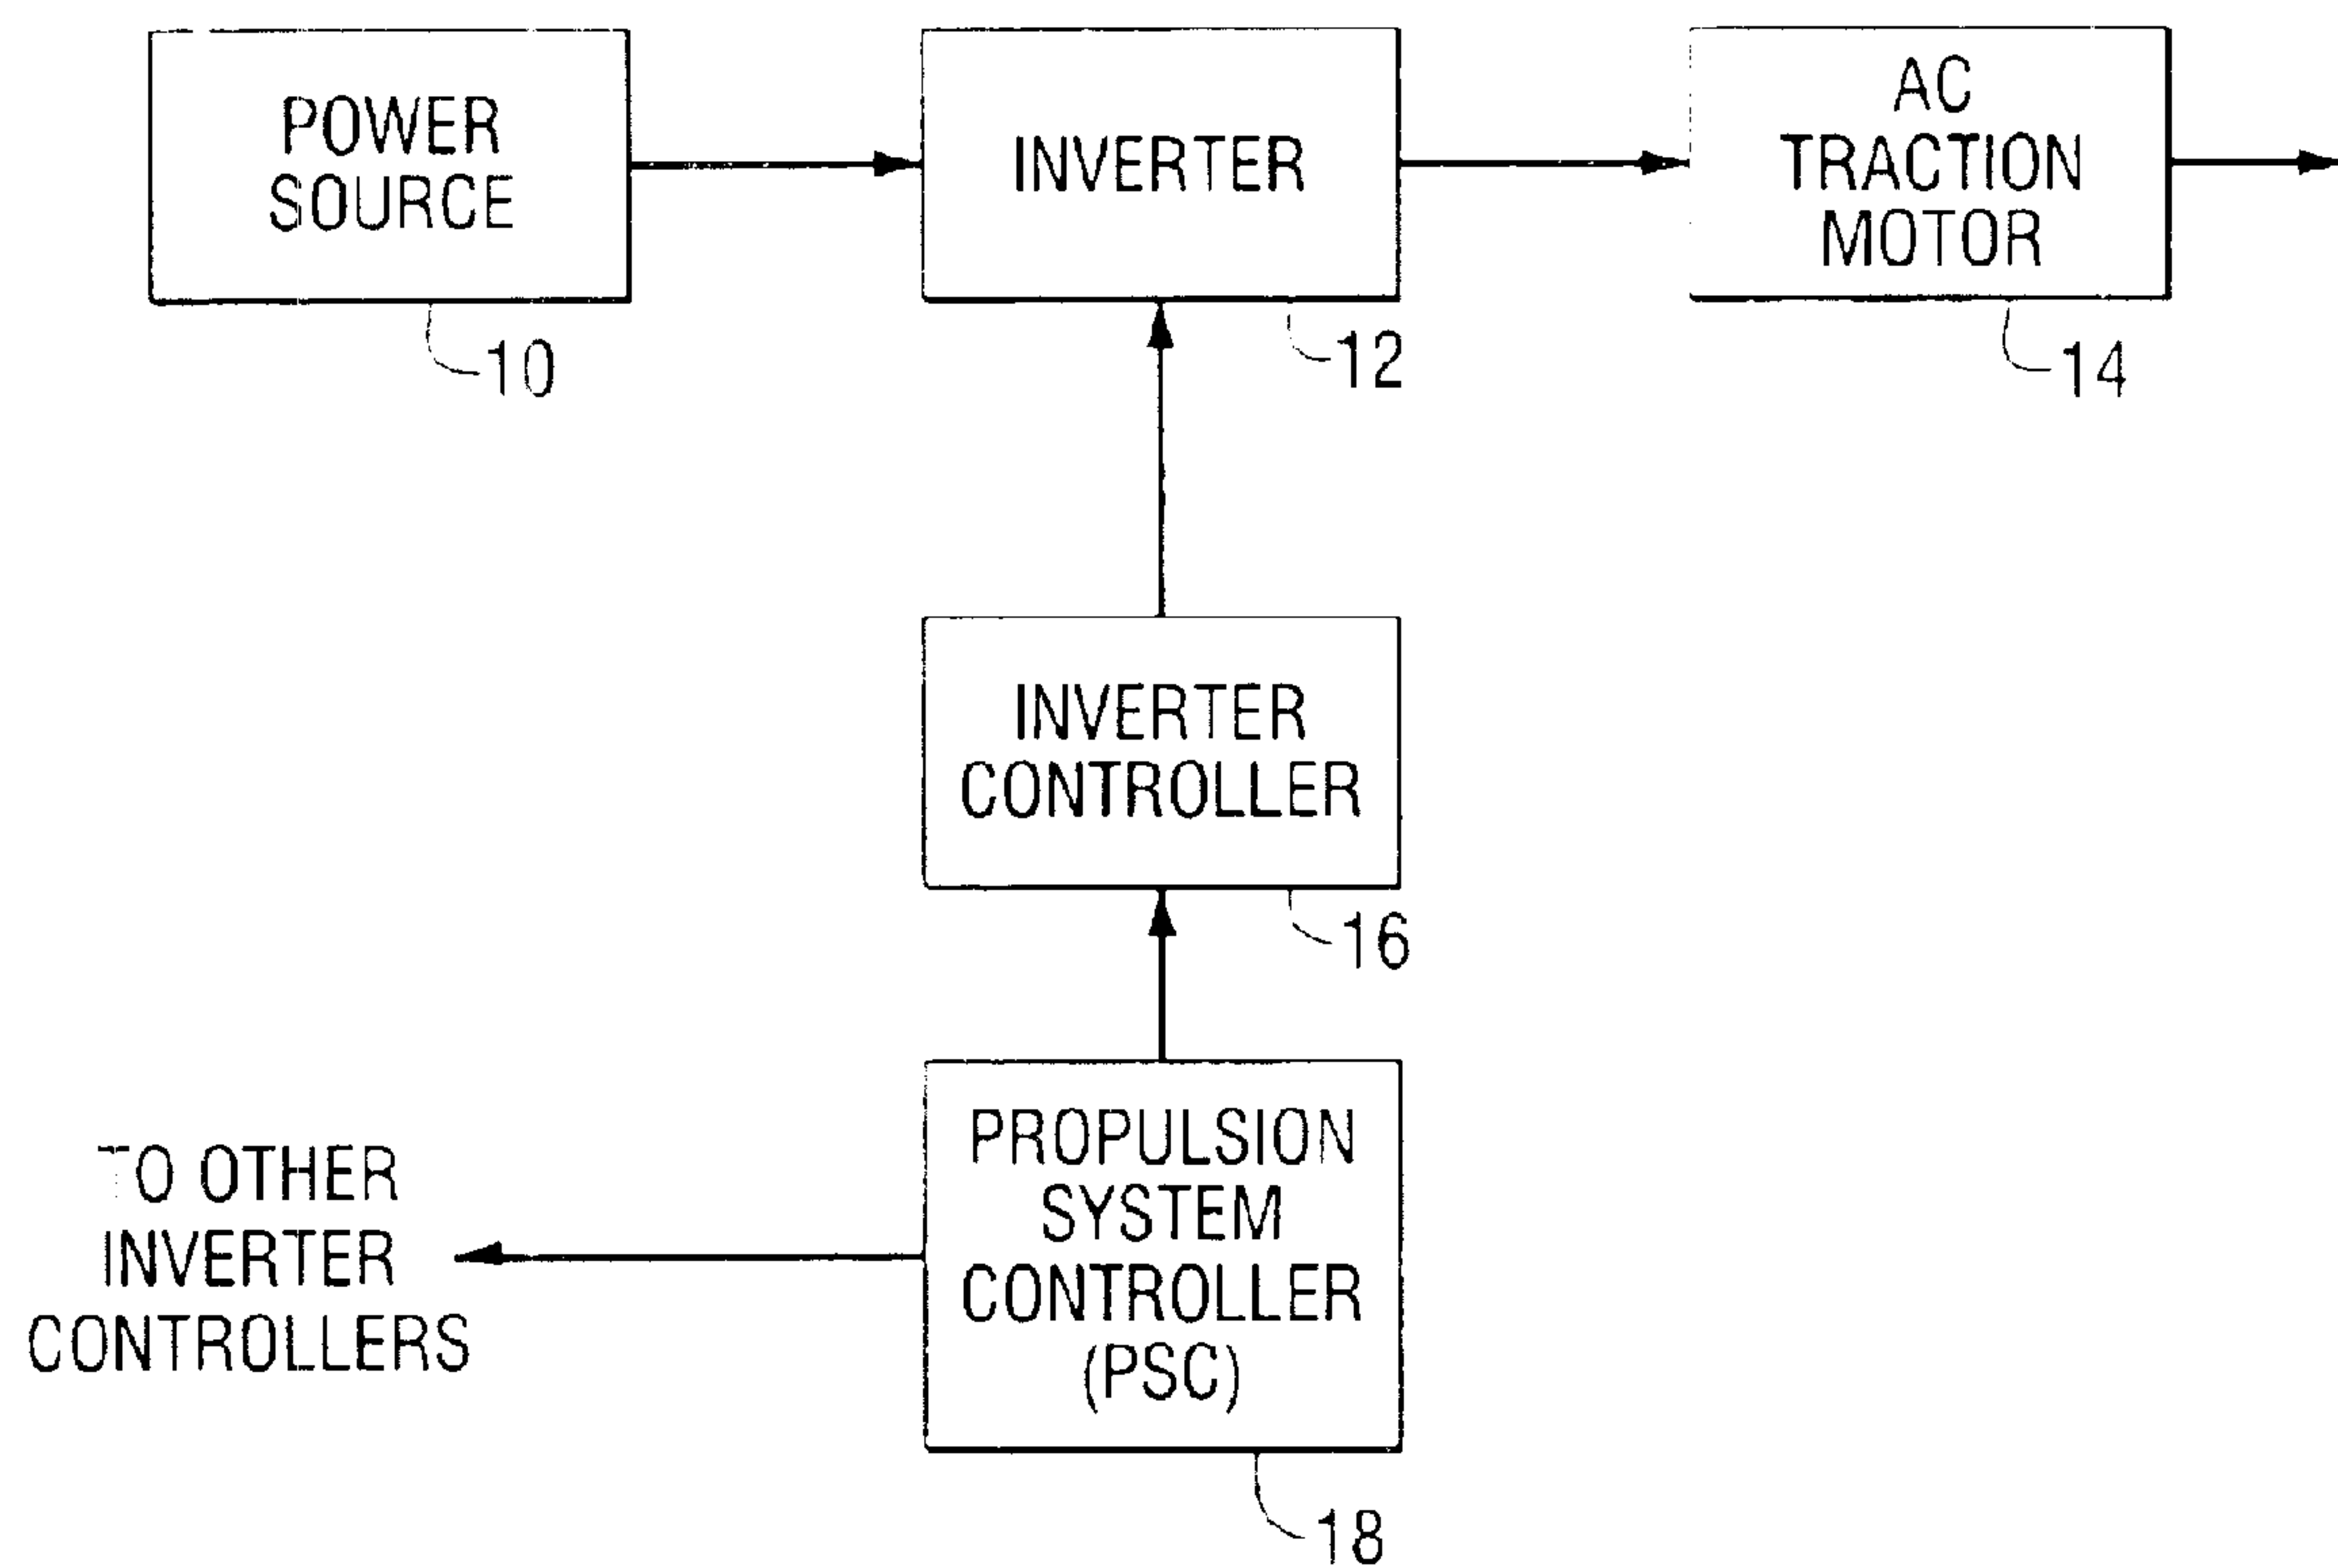 POWER
SOURCE
INVERTER
AC
TRACTION
MOTOR
10
12
14
INVERTER
CONTROLLER
16
PROPULSION
SYSTEM
CONTROLLER
(PSC)
TO OTHER
INVERTER
CONTROLLERS
18